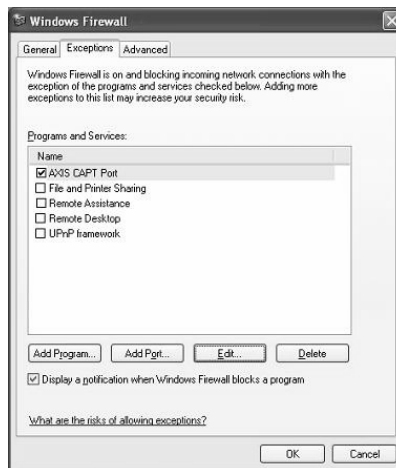 Windows Firewall
General Exceptions Advanced
Windows Firewall is on and blocking incoming network connections with the
exception of the programs and services checked below. Adding more
exceptions to this list may increase your security risk.
Programs and Services:
Name
AXIS CAPT Port
File and Printer Sharing
Remote Assistance
Remote Desktop
UPnP framework
Add Program... Add Port... Edit... Delete
Display a notification when Windows Firewall blocks a program
What are the risks of allowing exceptions?
OK Cancel